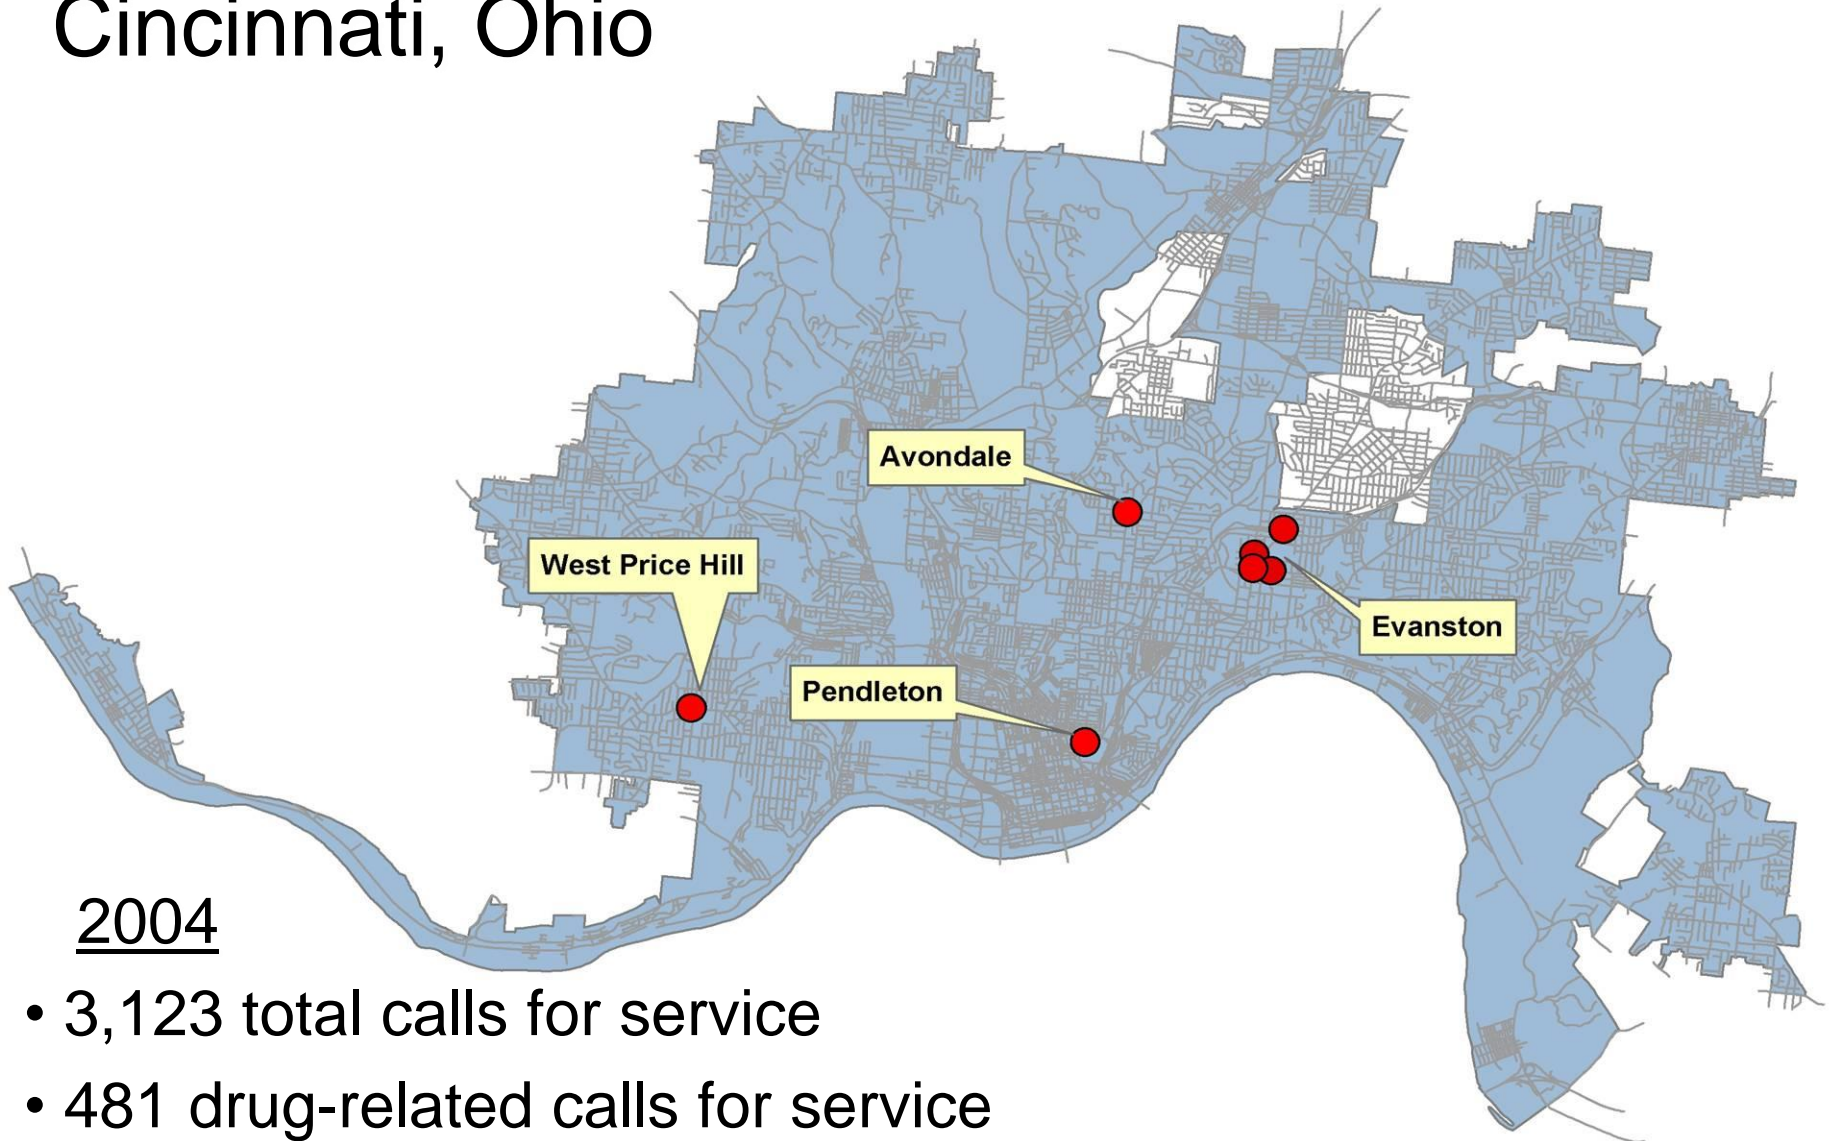 Cincinnati, Ohio
Avondale
West Price Hill
Evanston
Pendleton
2004
• 3,123 total calls for service
• 481 drug-related calls for service